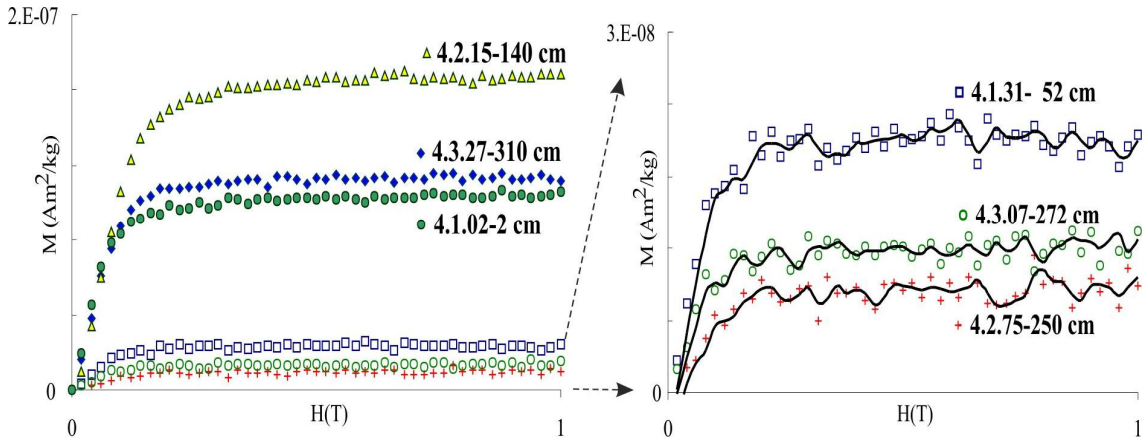 2.E-07
4.2.15-140 cm
4.3.27-310 cm
4.1.02-2 cm
M (Am²/kg)
0
0
H(T)
1
3.E-08
4.1.31- 52 cm
4.3.07-272 cm
4.2.75-250 cm
M (Am²/kg)
0
0
H(T)
1